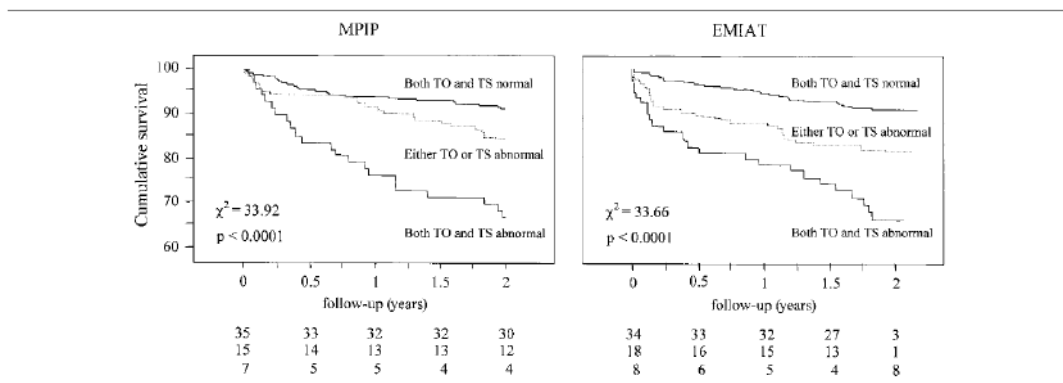 MPIP
EMIAT
Cumulative survival
100
90
80
70
60
Both TO and TS normal
Either TO or TS abnormal
Both TO and TS abnormal
χ² = 33.92
p < 0.0001
0 0.5 1 1.5 2
follow-up (years)
35 33 32 32 30
15 14 13 13 12
7 5 5 4 4
Both TO and TS normal
Either TO or TS abnormal
Both TO and TS abnormal
χ² = 33.66
p < 0.0001
0 0.5 1 1.5 2
follow-up (years)
34 33 32 27 3
18 16 15 13 1
8 6 5 4 8